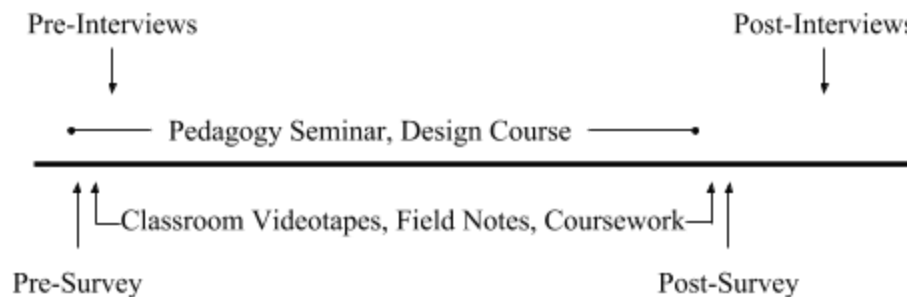 Pre-Interviews
Post-Interviews
Pedagogy Seminar, Design Course
Classroom Videotapes, Field Notes, Coursework
Pre-Survey
Post-Survey